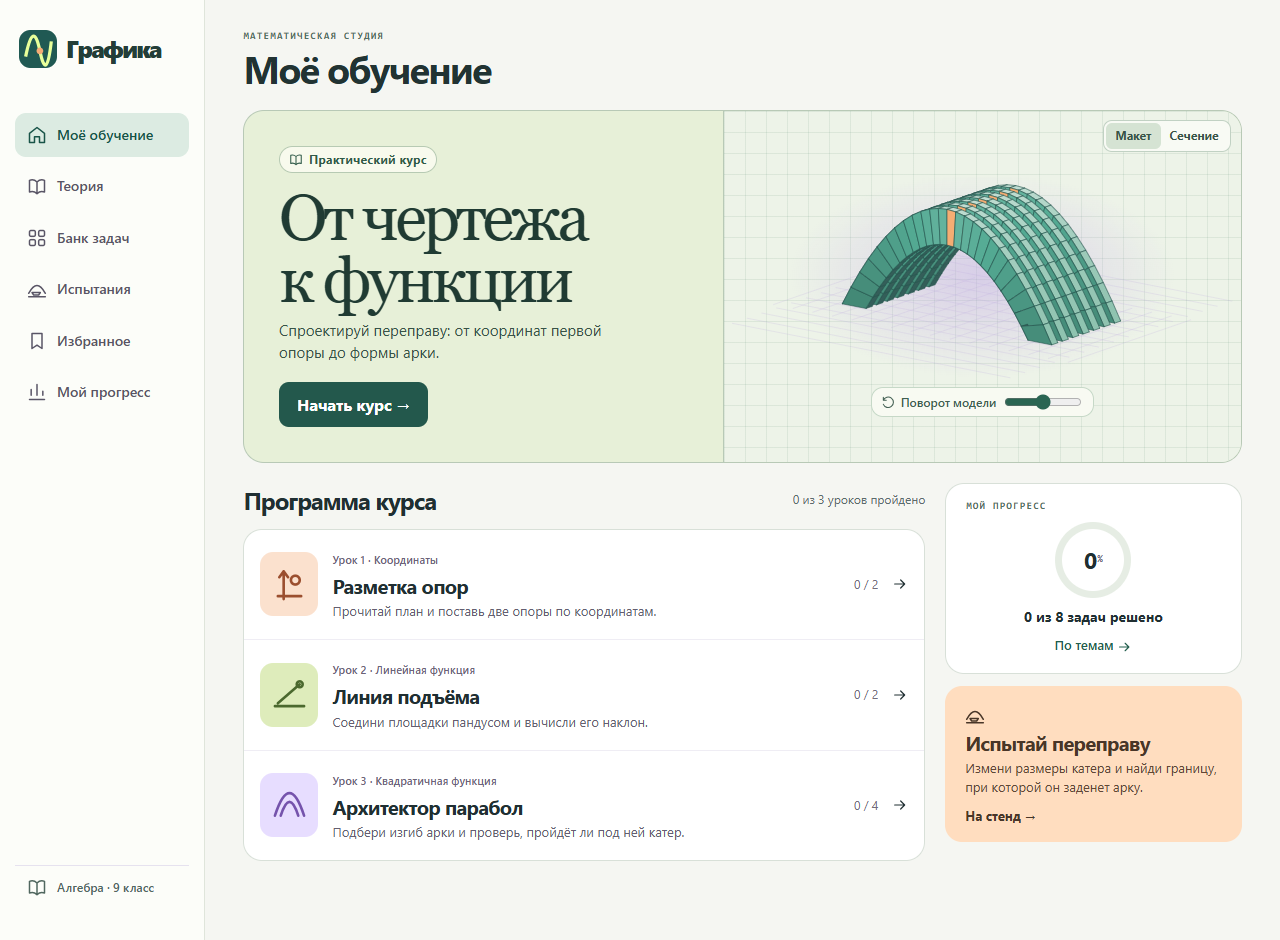 Графика
Моё обучение
Теория
Банк задач
Испытания
Избранное
Мой прогресс
Алгебра · 9 класс
МАТЕМАТИЧЕСКАЯ СТУДИЯ
Моё обучение
Практический курс
От чертежа
к функции
Спроектируй переправу: от координат первой
опоры до формы арки.
Начать курс →
Макет
Сечение
Поворот модели
Программа курса
0 из 3 уроков пройдено
Урок 1 · Координаты
Разметка опор
Прочитай план и поставь две опоры по координатам.
0 / 2 →
Урок 2 · Линейная функция
Линия подъёма
Соедини площадки пандусом и вычисли его наклон.
0 / 2 →
Урок 3 · Квадратичная функция
Архитектор парабол
Подбери изгиб арки и проверь, пройдёт ли под ней катер.
0 / 4 →
МОЙ ПРОГРЕСС
0%
0 из 8 задач решено
По темам →
Испытай переправу
Измени размеры катера и найди границу,
при которой он заденет арку.
На стенд →